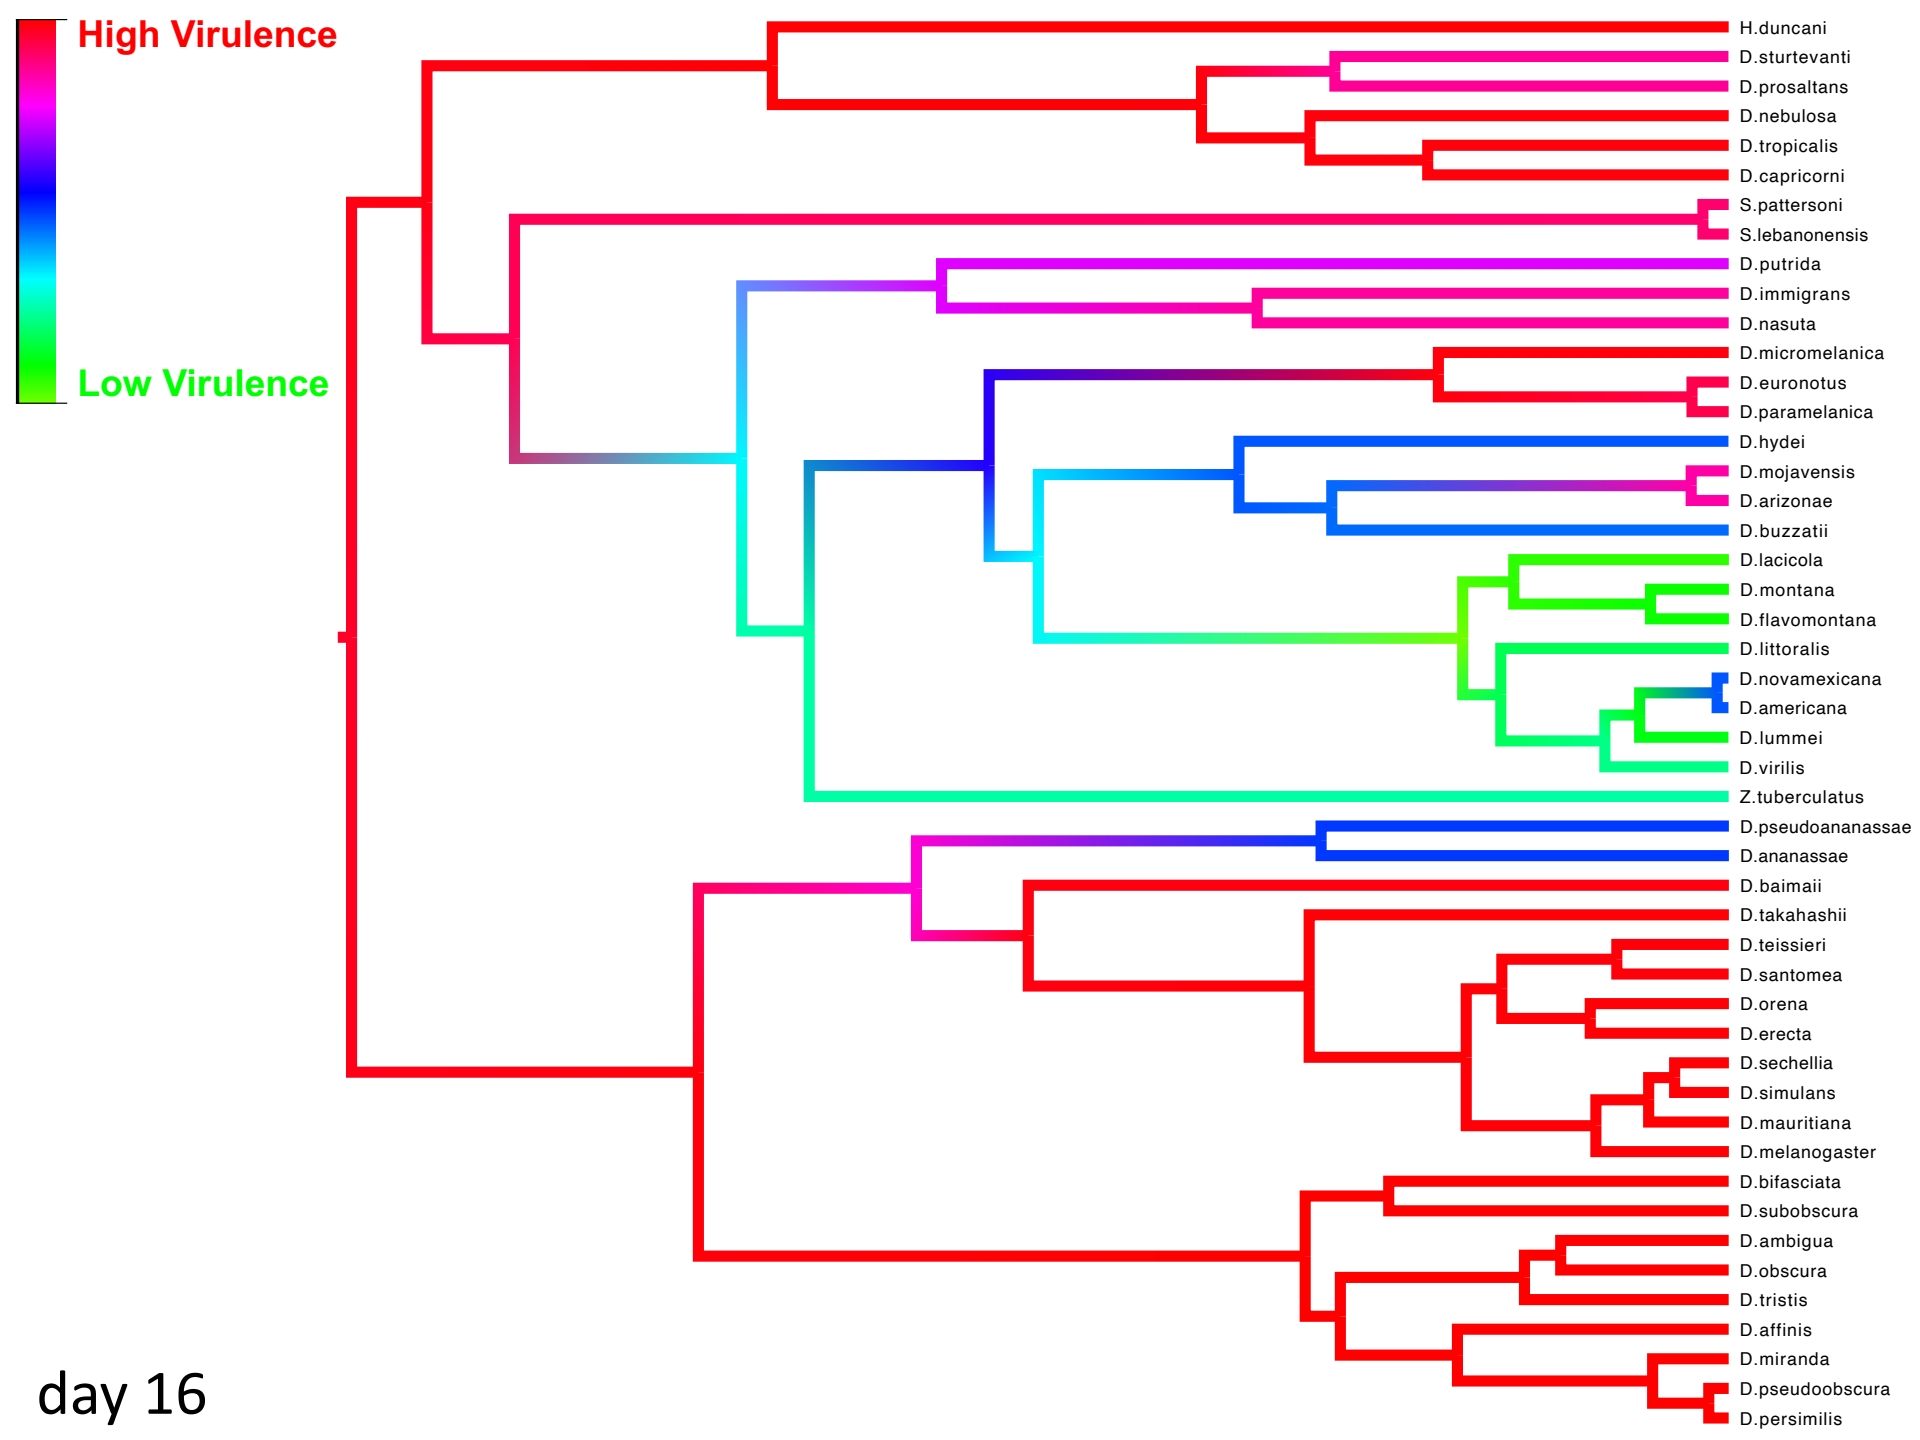 High Virulence
Low Virulence
H.duncani
D.sturtevanti
D.prosaltans
D.nebulosa
D.tropicalis
D.capricorni
S.pattersoni
S.lebanonensis
D.putrida
D.immigrans
D.nasuta
D.micromelanica
D.euronotus
D.paramelanica
D.hydei
D.mojavensis
D.arizonae
D.buzzatii
D.lacicola
D.montana
D.flavomontana
D.littoralis
D.novamexicana
D.americana
D.lummei
D.virilis
Z.tuberculatus
D.pseudoananassae
D.ananassae
D.baimaii
D.takahashii
D.teissieri
D.santomea
D.orena
D.erecta
D.sechellia
D.simulans
D.mauritiana
D.melanogaster
D.bifasciata
D.subobscura
D.ambigua
D.obscura
D.tristis
D.affinis
D.miranda
D.pseudoobscura
D.persimilis
day 16